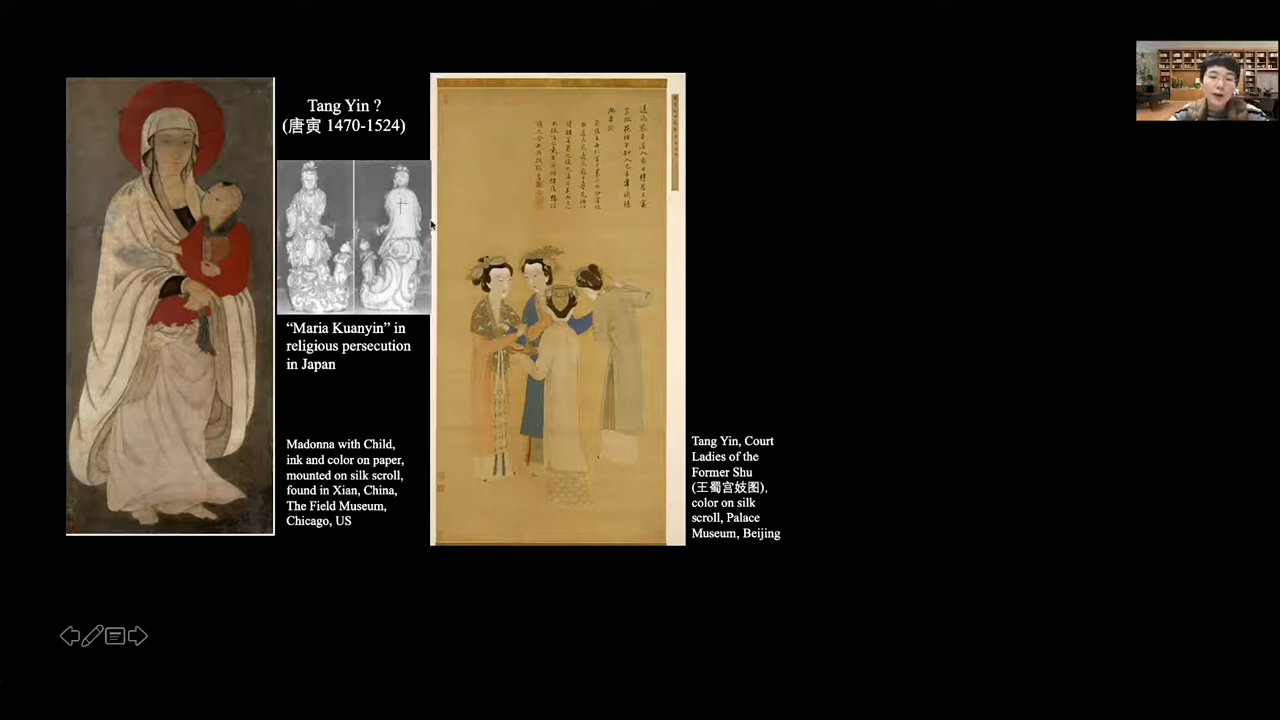 Tang Yin ?
(唐寅 1470-1524)
“Maria Kuanyin” in
religious persecution
in Japan
Madonna with Child,
ink and color on paper,
mounted on silk scroll,
found in Xian, China,
The Field Museum,
Chicago, US
Tang Yin, Court
Ladies of the
Former Shu
(王蜀宮妓图),
color on silk
scroll, Palace
Museum, Beijing